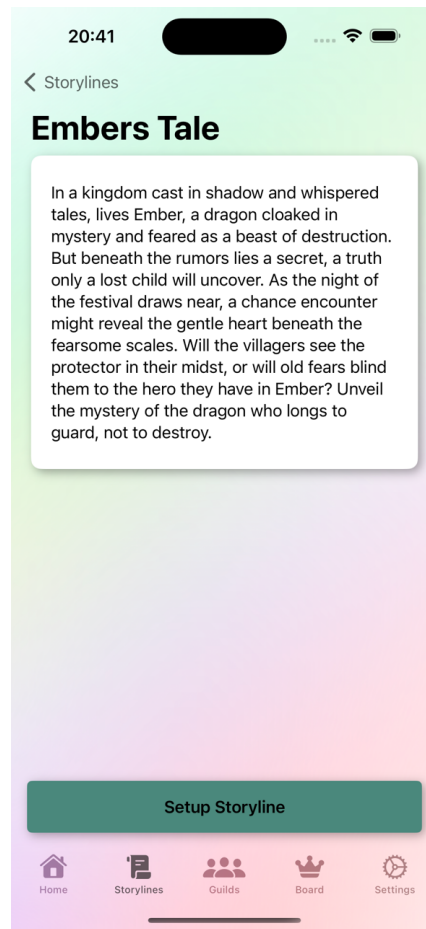 20:41
Storylines
Embers Tale
In a kingdom cast in shadow and whispered
tales, lives Ember, a dragon cloaked in
mystery and feared as a beast of destruction.
But beneath the rumors lies a secret, a truth
only a lost child will uncover. As the night of
the festival draws near, a chance encounter
might reveal the gentle heart beneath the
fearsome scales. Will the villagers see the
protector in their midst, or will old fears blind
them to the hero they have in Ember? Unveil
the mystery of the dragon who longs to
guard, not to destroy.
Setup Storyline
Home Storylines Guilds Board Settings